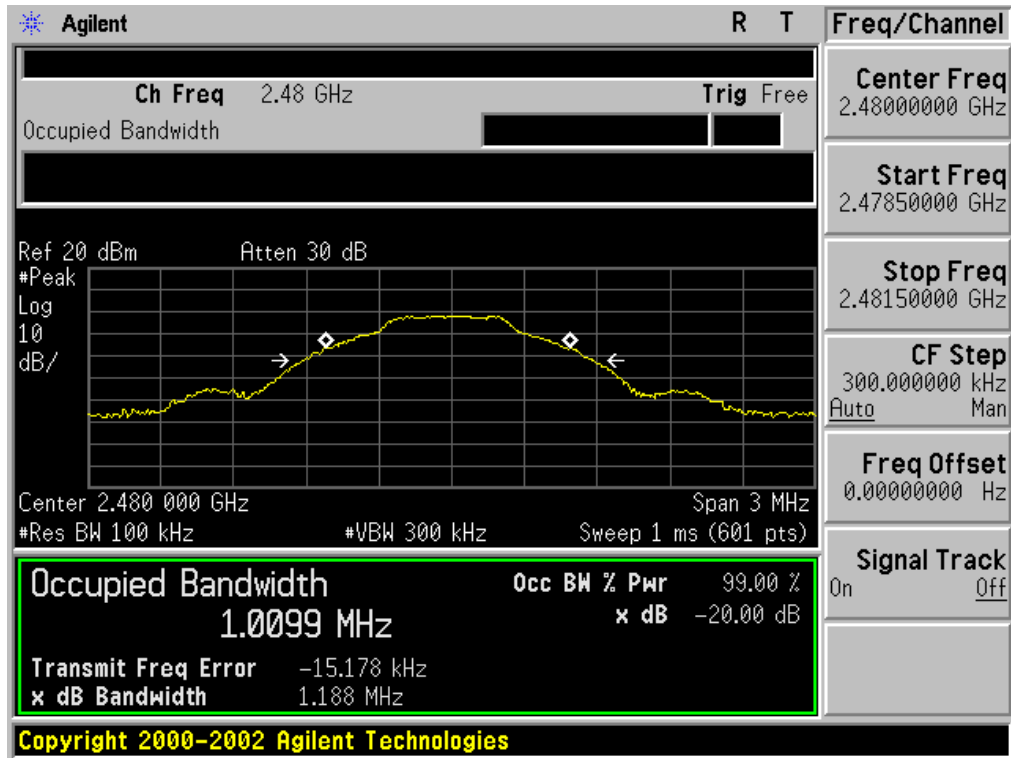 Agilent R T Freq/Channel
Ch Freq 2.48 GHz Trig Free
Occupied Bandwidth
Center Freq
2.48000000 GHz
Start Freq
2.47850000 GHz
Stop Freq
2.48150000 GHz
CF Step
300.000000 kHz
Auto Man
Freq Offset
0.00000000 Hz
Signal Track
On Off
Ref 20 dBm Atten 30 dB
#Peak
Log
10
dB/
Center 2.480 000 GHz Span 3 MHz
#Res BW 100 kHz #VBW 300 kHz Sweep 1 ms (601 pts)
Occupied Bandwidth Occ BW % Pwr 99.00 %
1.0099 MHz x dB -20.00 dB
Transmit Freq Error -15.178 kHz
x dB Bandwidth 1.188 MHz
Copyright 2000-2002 Agilent Technologies